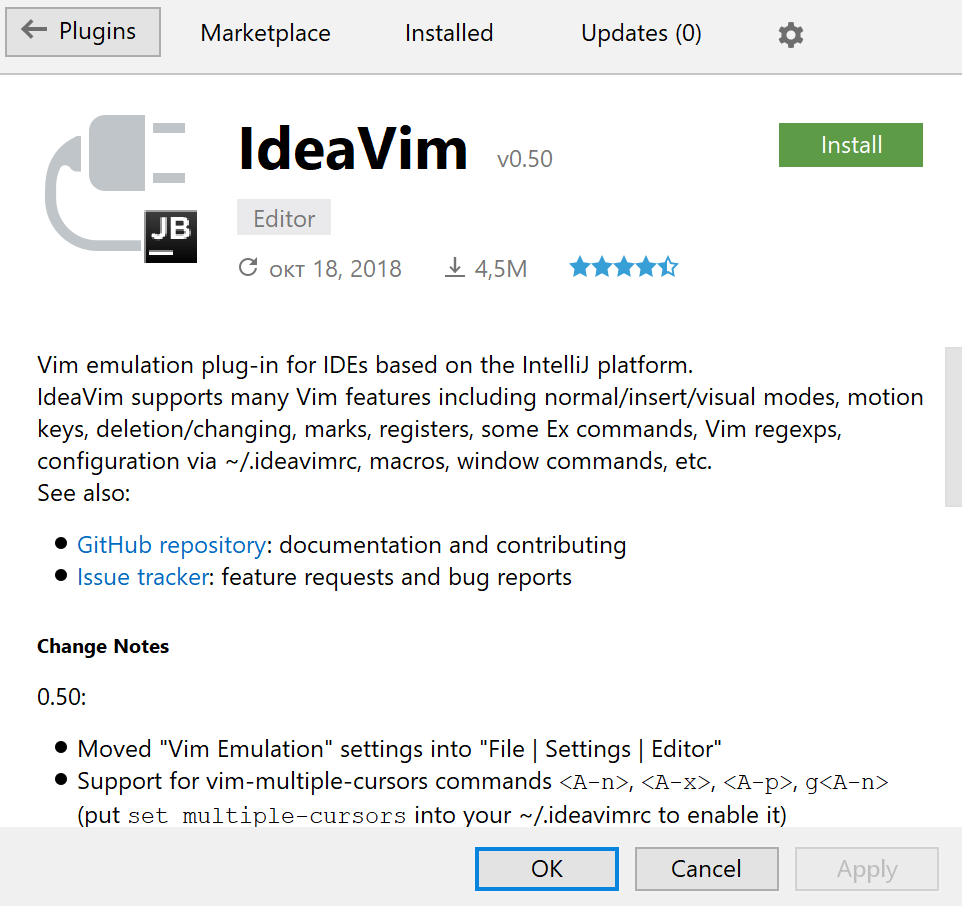 Plugins Marketplace Installed Updates (0)
IdeaVim v0.50 Install
JB
Editor
окт 18, 2018 4,5M
Vim emulation plug-in for IDEs based on the IntelliJ platform.
IdeaVim supports many Vim features including normal/insert/visual modes, motion
keys, deletion/changing, marks, registers, some Ex commands, Vim regexps,
configuration via ~/.ideavimrc, macros, window commands, etc.
See also:
● GitHub repository: documentation and contributing
● Issue tracker: feature requests and bug reports
Change Notes
0.50:
● Moved "Vim Emulation" settings into "File | Settings | Editor"
● Support for vim-multiple-cursors commands <A-n>, <A-x>, <A-p>, g<A-n>
(put set multiple-cursors into your ~/.ideavimrc to enable it)
OK Cancel Apply